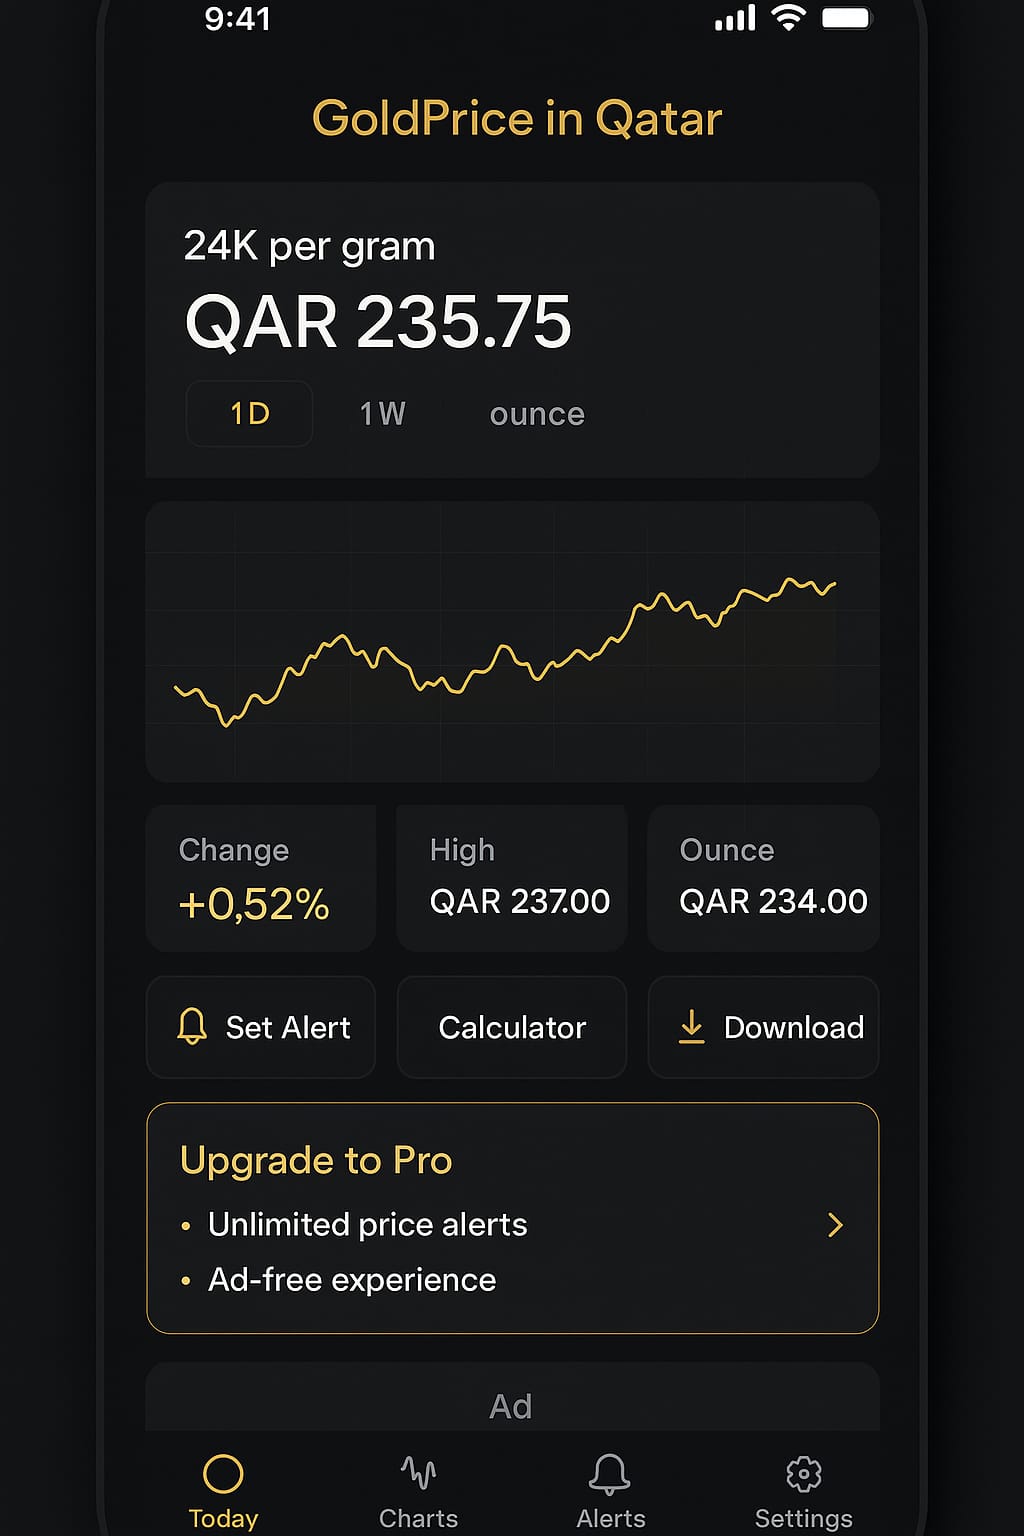 9:41
GoldPrice in Qatar
24K per gram
QAR 235.75
1D 1W ounce
Change High Ounce
+0,52% QAR 237.00 QAR 234.00
Set Alert Calculator Download
Upgrade to Pro
• Unlimited price alerts
• Ad-free experience
Ad
Today Charts Alerts Settings